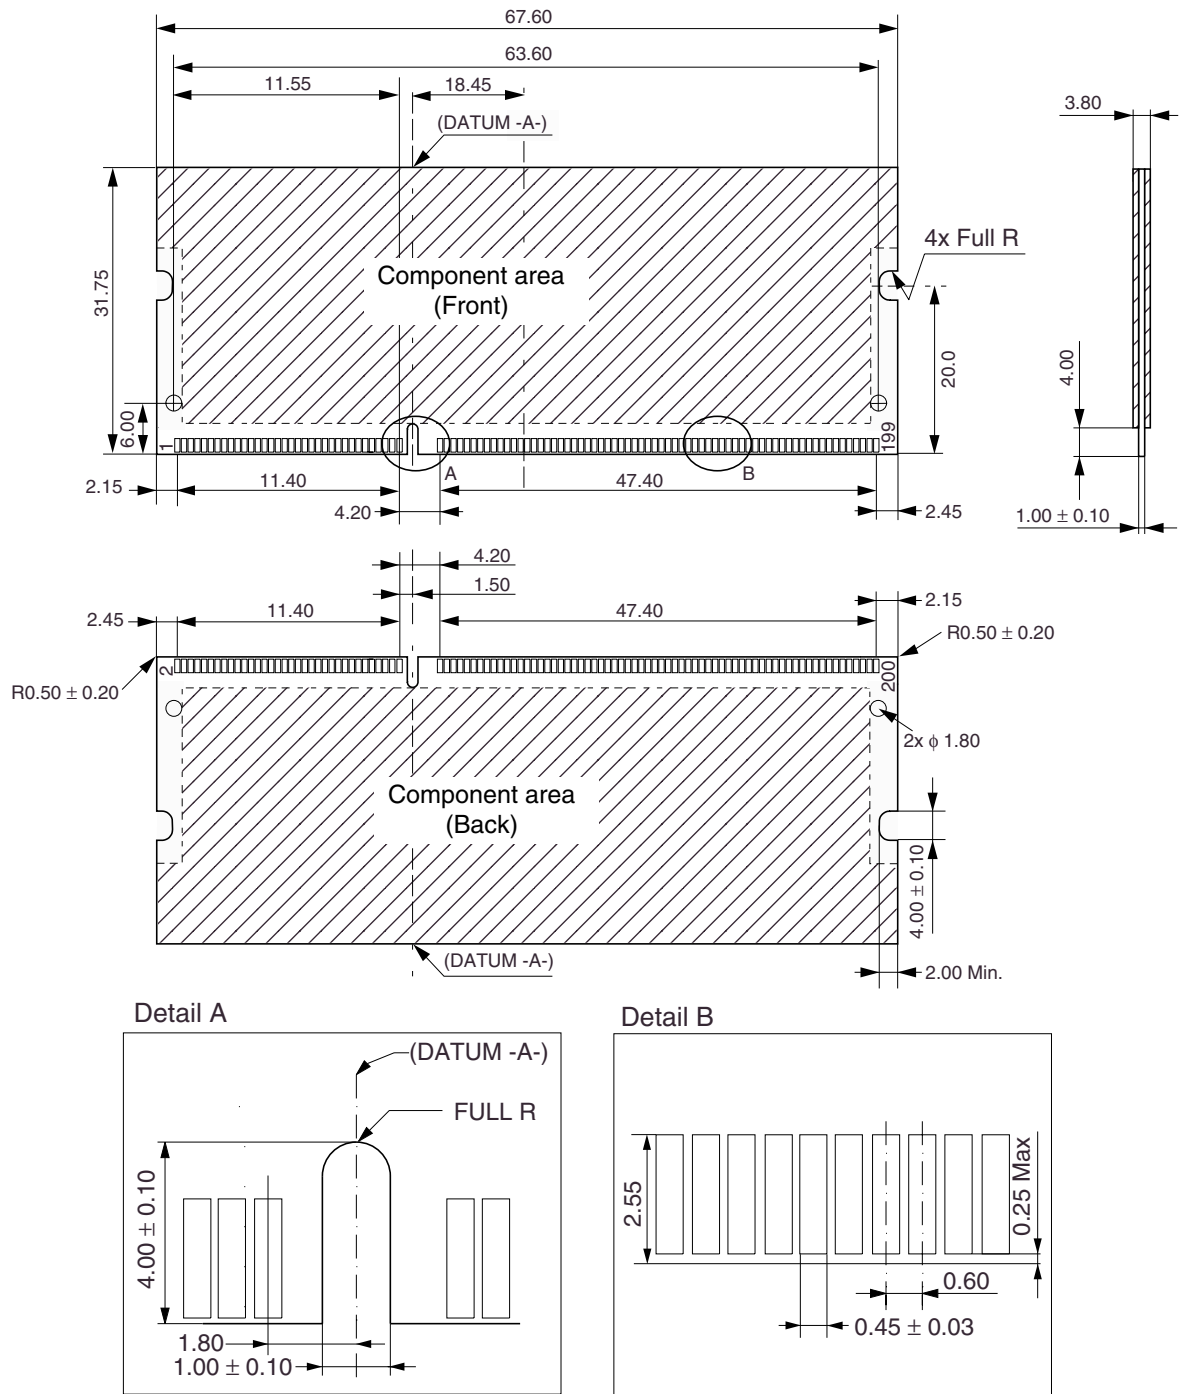 67.60
63.60
11.55
18.45
(DATUM -A-)
3.80
4x Full R
Component area
(Front)
31.75
20.0
4.00
6.00
1
199
A
B
2.15
11.40
47.40
4.20
2.45
1.00 ± 0.10
4.20
1.50
2.45
11.40
47.40
2.15
R0.50 ± 0.20
R0.50 ± 0.20
2
200
2x ϕ 1.80
Component area
(Back)
4.00 ± 0.10
(DATUM -A-)
2.00 Min.
Detail A
(DATUM -A-)
FULL R
4.00 ± 0.10
1.80
1.00 ± 0.10
Detail B
2.55
0.25 Max
0.60
0.45 ± 0.03